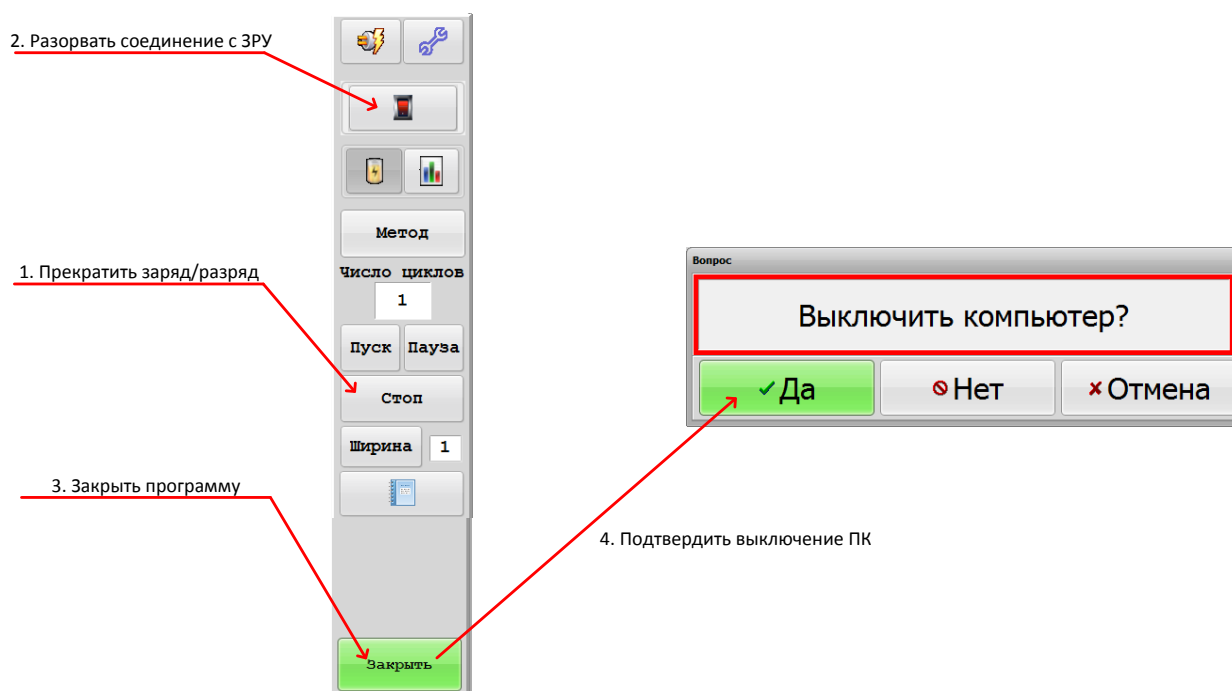 2. Разорвать соединение с ЗРУ
Метод
1. Прекратить заряд/разряд
Число циклов
1
Пуск Пауза
Стоп
Ширина 1
3. Закрыть программу
Закрыть
Вопрос
Выключить компьютер?
Да Нет Отмена
4. Подтвердить выключение ПК